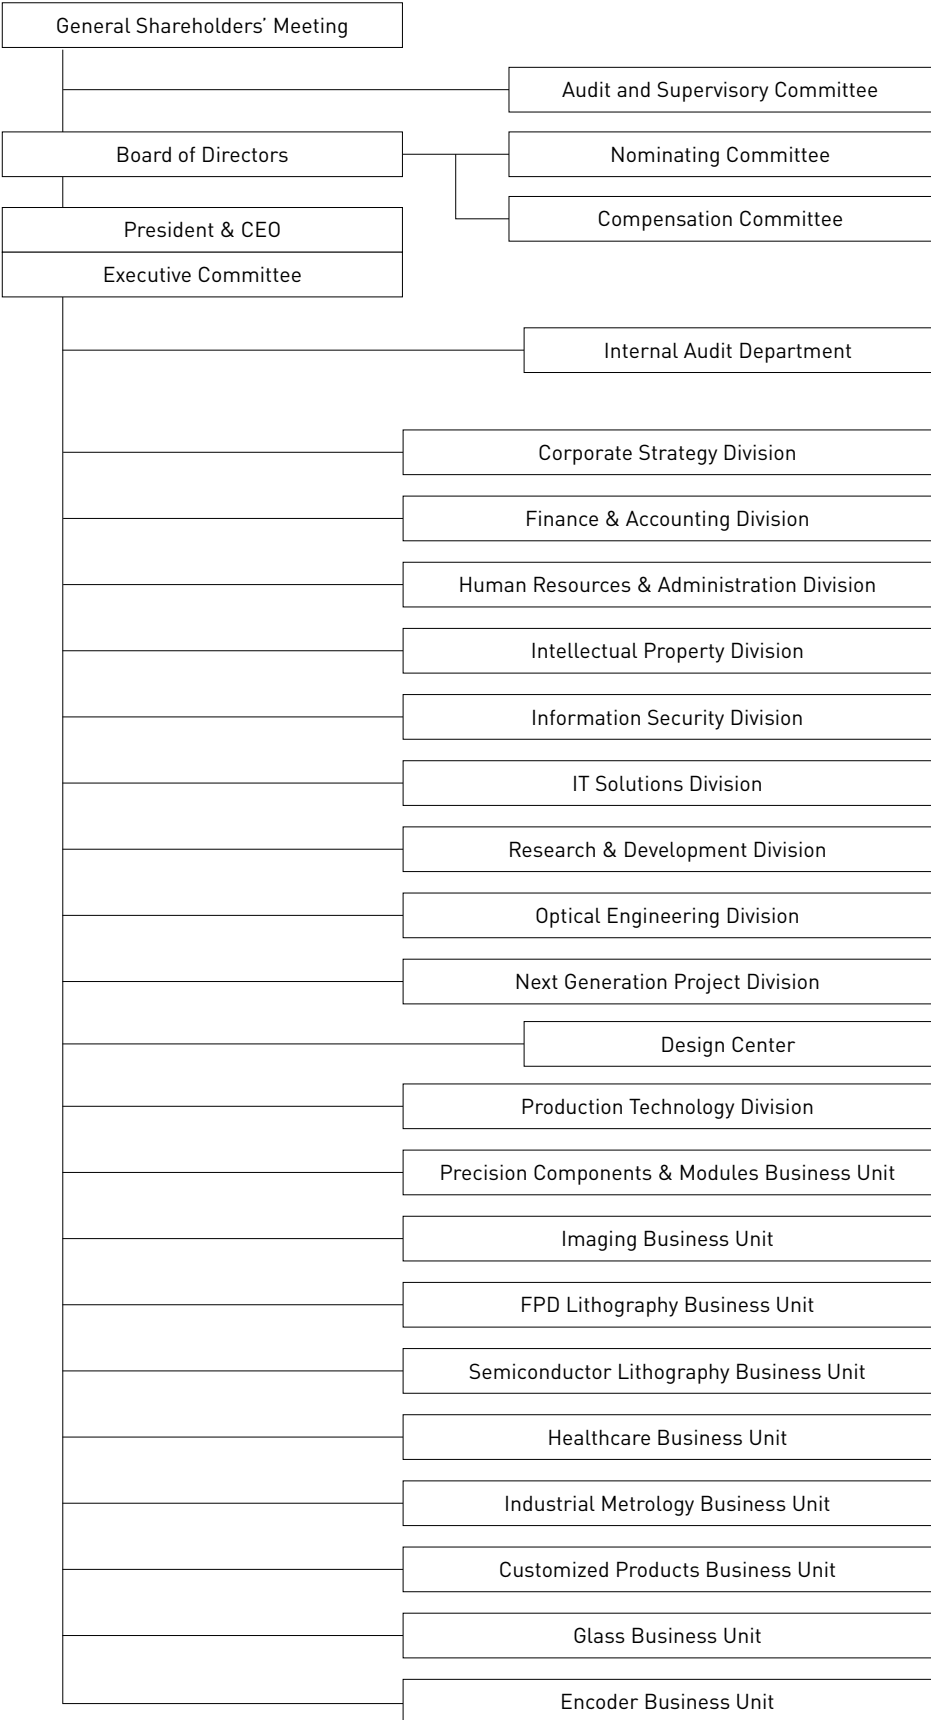 General Shareholders’ Meeting
Audit and Supervisory Committee
Board of Directors
Nominating Committee
Compensation Committee
President & CEO
Executive Committee
Internal Audit Department
Corporate Strategy Division
Finance & Accounting Division
Human Resources & Administration Division
Intellectual Property Division
Information Security Division
IT Solutions Division
Research & Development Division
Optical Engineering Division
Next Generation Project Division
Design Center
Production Technology Division
Precision Components & Modules Business Unit
Imaging Business Unit
FPD Lithography Business Unit
Semiconductor Lithography Business Unit
Healthcare Business Unit
Industrial Metrology Business Unit
Customized Products Business Unit
Glass Business Unit
Encoder Business Unit